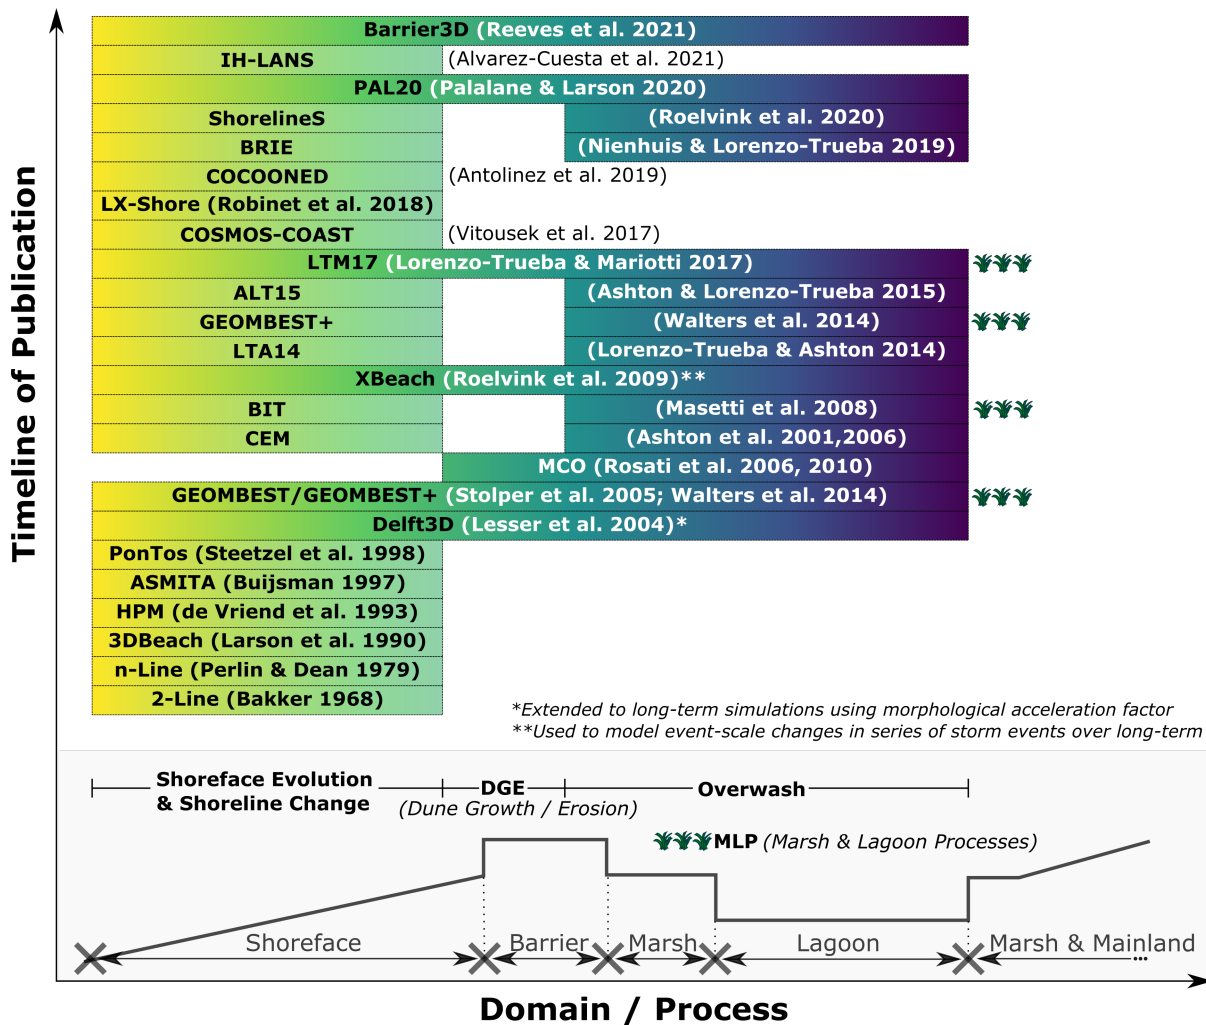 Timeline of Publication
Barrier3D (Reeves et al. 2021)
IH-LANS (Alvarez-Cuesta et al. 2021)
PAL20 (Palalane & Larson 2020)
ShorelineS (Roelvink et al. 2020)
BRIE (Nienhuis & Lorenzo-Trueba 2019)
COCOONED (Antolinez et al. 2019)
LX-Shore (Robinet et al. 2018)
COSMOS-COAST (Vitousek et al. 2017)
LTM17 (Lorenzo-Trueba & Mariotti 2017)
ALT15 (Ashton & Lorenzo-Trueba 2015)
GEOMBEST+ (Walters et al. 2014)
LTA14 (Lorenzo-Trueba & Ashton 2014)
XBeach (Roelvink et al. 2009)**
BIT (Masetti et al. 2008)
CEM (Ashton et al. 2001,2006)
MCO (Rosati et al. 2006, 2010)
GEOMBEST/GEOMBEST+ (Stolper et al. 2005; Walters et al. 2014)
Delft3D (Lesser et al. 2004)*
PonTos (Steetzel et al. 1998)
ASMITA (Buijsman 1997)
HPM (de Vriend et al. 1993)
3DBeach (Larson et al. 1990)
n-Line (Perlin & Dean 1979)
2-Line (Bakker 1968)
*Extended to long-term simulations using morphological acceleration factor
**Used to model event-scale changes in series of storm events over long-term
Shoreface Evolution
& Shoreline Change
DGE
(Dune Growth / Erosion)
Overwash
MLP (Marsh & Lagoon Processes)
Shoreface
Barrier
Marsh
Lagoon
Marsh & Mainland
...
Domain / Process